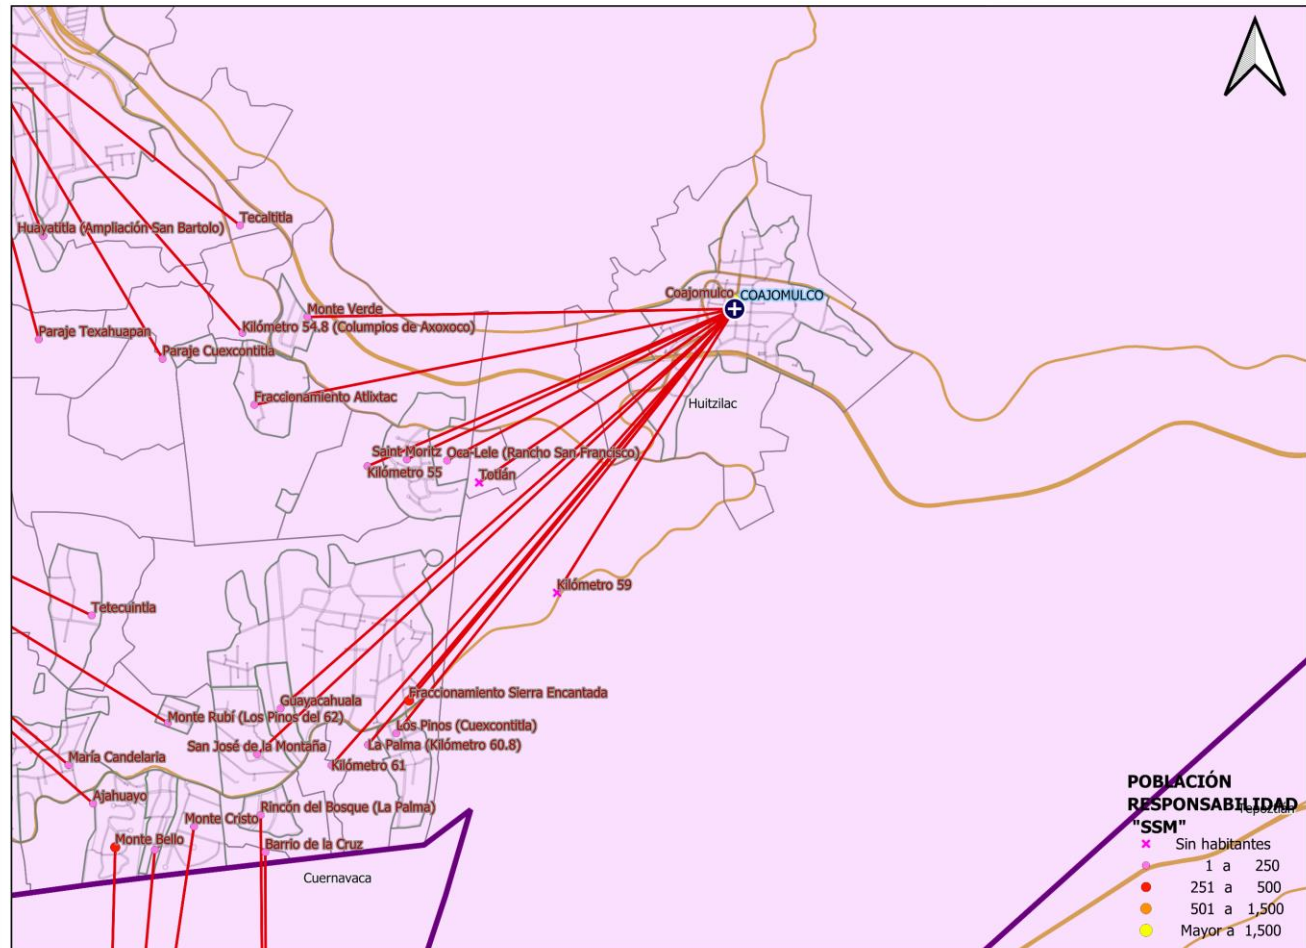 Tecaltitla
Huayatitla (Ampliación San Bartolo)
Coajomulco
COAJOMULCO
Monte Verde
Kilómetro 54.8 (Columpios de Axoxoco)
Paraje Texahuapan
Paraje Cuexcontitla
Fraccionamiento Atlixtac
Huitzilac
Saint Moritz
Oca-Lele (Rancho San Francisco)
Kilómetro 55
Totlán
Kilómetro 59
Tetecuintla
Fraccionamiento Sierra Encantada
Guayacahuala
Monte Rubí (Los Pinos del 62)
Los Pinos (Cuexcontitla)
San José de la Montaña
La Palma (Kilómetro 60.8)
María Candelaria
Kilómetro 61
Ajahuayo
Rincón del Bosque (La Palma)
Monte Cristo
Monte Bello
Barrio de la Cruz
Cuernavaca
POBLACIÓN
RESPONSABILIDAD
Tepoztlán
"SSM"
Sin habitantes
1 a 250
251 a 500
501 a 1,500
Mayor a 1,500